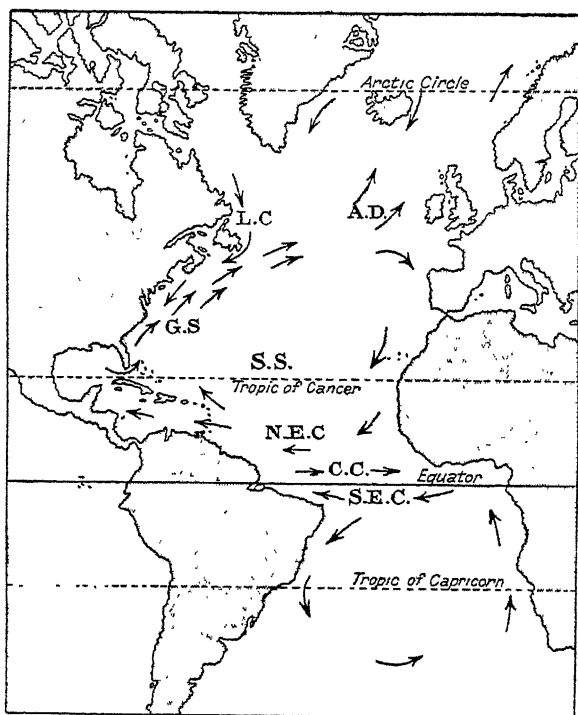 Arctic Circle
L.C
A.D.
G.S
S.S.
Tropic of Cancer
N.E.C
C.C.
Equator
S.E.C.
Tropic of Capricorn